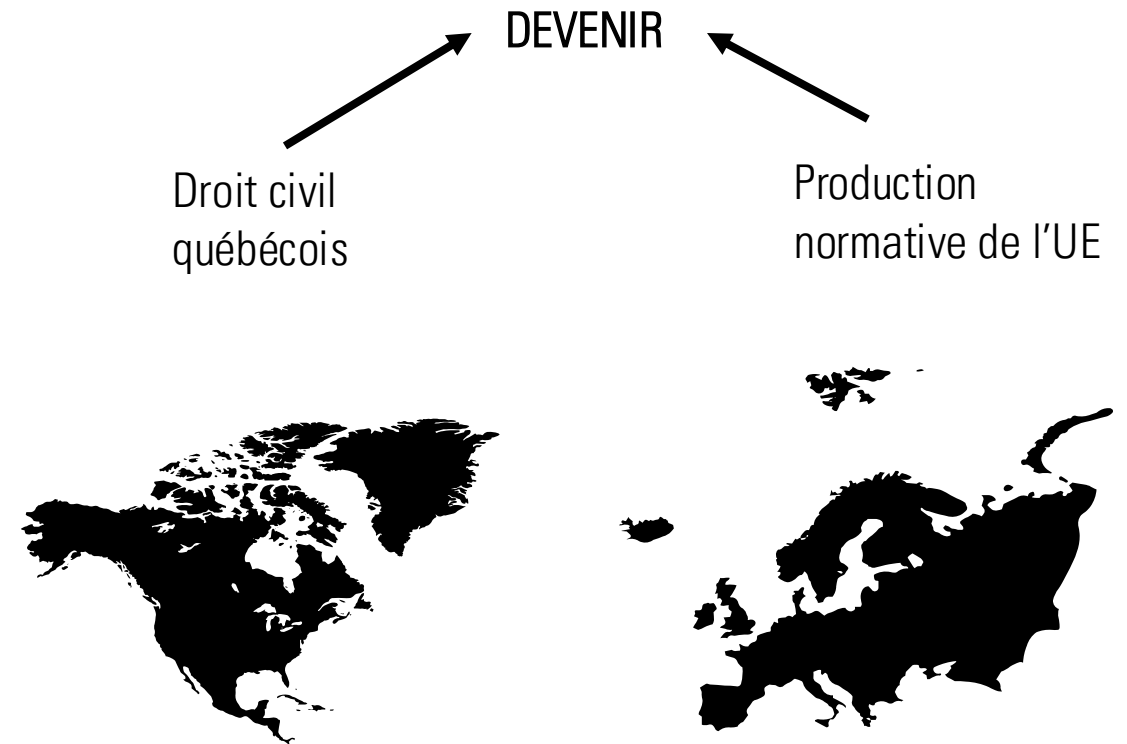 DEVENIR
Droit civil
québécois
Production
normative de l'UE